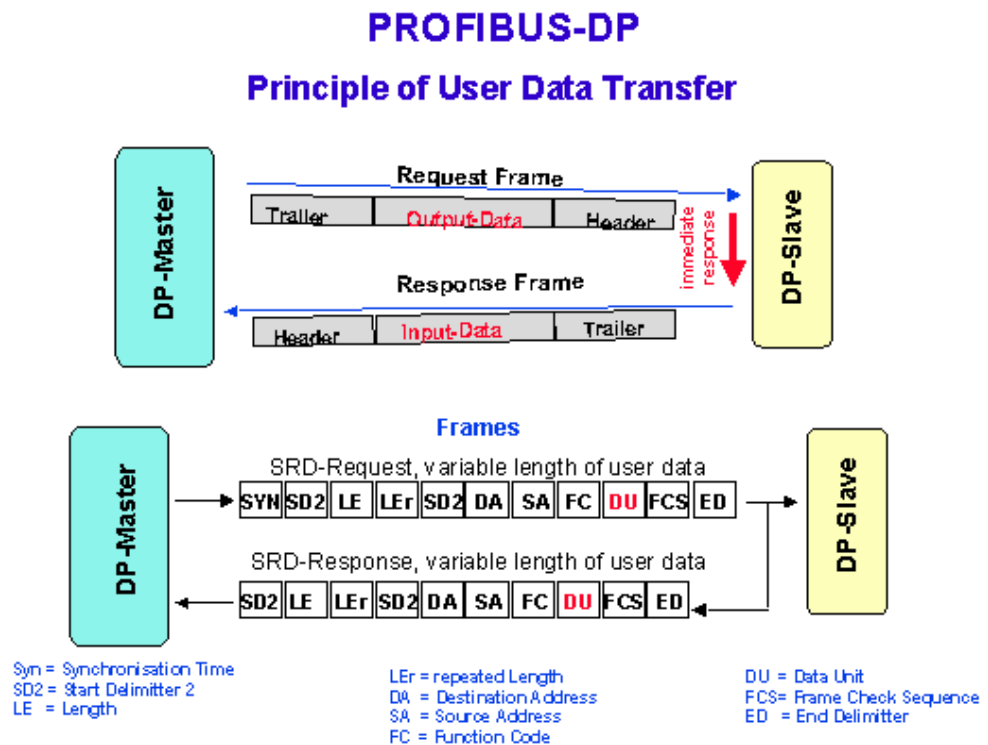 PROFIBUS-DP
Principle of User Data Transfer
DP-Master
Request Frame
Trailer Output-Data Header
immediate
response
DP-Slave
Response Frame
Header Input-Data Trailer
Frames
DP-Master
SRD-Request, variable length of user data
SYN SD2 LE LEr SD2 DA SA FC DU FCS ED
DP-Slave
SRD-Response, variable length of user data
SD2 LE LEr SD2 DA SA FC DU FCS ED
Syn = Synchronisation Time
SD2 = Start Delimitter 2
LE = Length
LEr = repeated Length
DA = Destination Address
SA = Source Address
FC = Function Code
DU = Data Unit
FCS= Frame Check Sequence
ED = End Delimitter